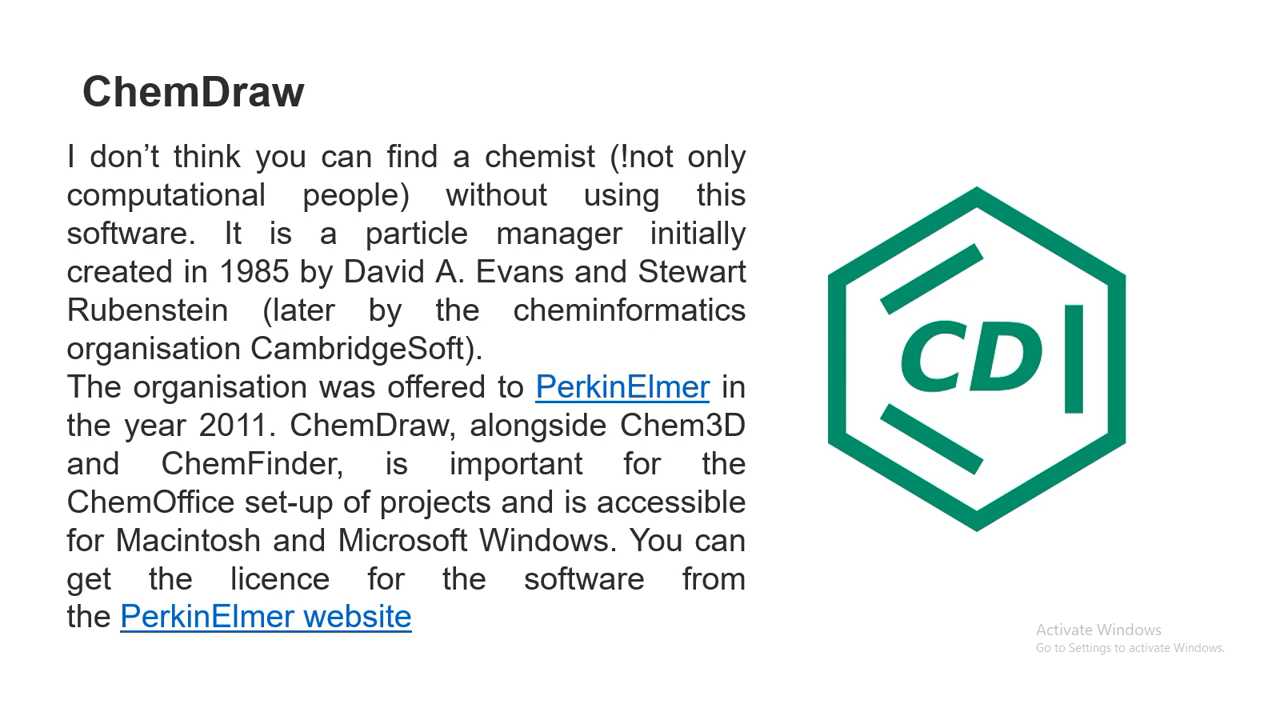 ChemDraw
I don’t think you can find a chemist (!not only
computational people) without using this
software. It is a particle manager initially
created in 1985 by David A. Evans and Stewart
Rubenstein (later by the cheminformatics
organisation CambridgeSoft).
The organisation was offered to PerkinElmer in
the year 2011. ChemDraw, alongside Chem3D
and ChemFinder, is important for the
ChemOffice set-up of projects and is accessible
for Macintosh and Microsoft Windows. You can
get the licence for the software from
the PerkinElmer website
CD
Activate Windows
Go to Settings to activate Windows.